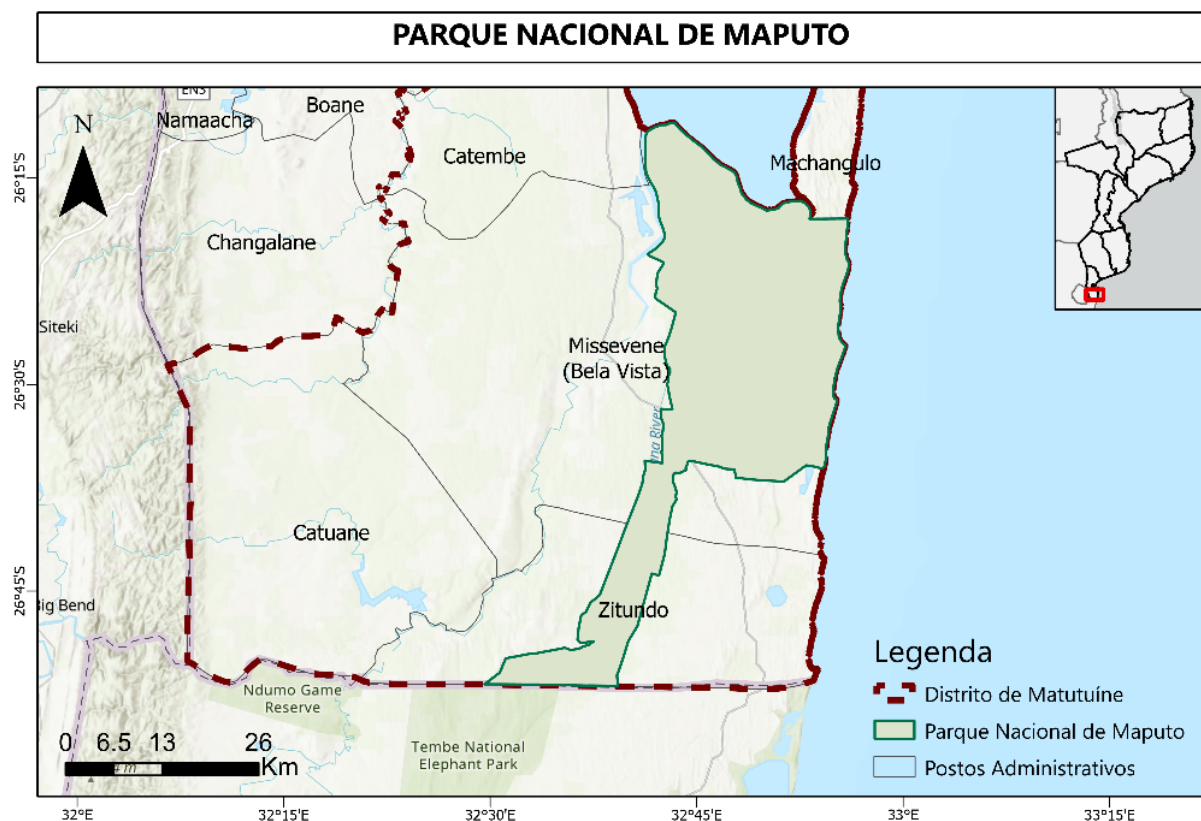 PARQUE NACIONAL DE MAPUTO
EN3
Boane
Namaacha
N
Catembe
Machangulo
26°15'S
Changalane
Siteki
Missevene
(Bela Vista)
26°30'S
River
Catuane
26°45'S
Big Bend
Zitundo
Legenda
Ndumo Game
Reserve
Distrito de Matutuíne
Parque Nacional de Maputo
0 6.5 13 26
Km
Tembe National
Elephant Park
Postos Administrativos
32°E 32°15'E 32°30'E 32°45'E 33°E 33°15'E